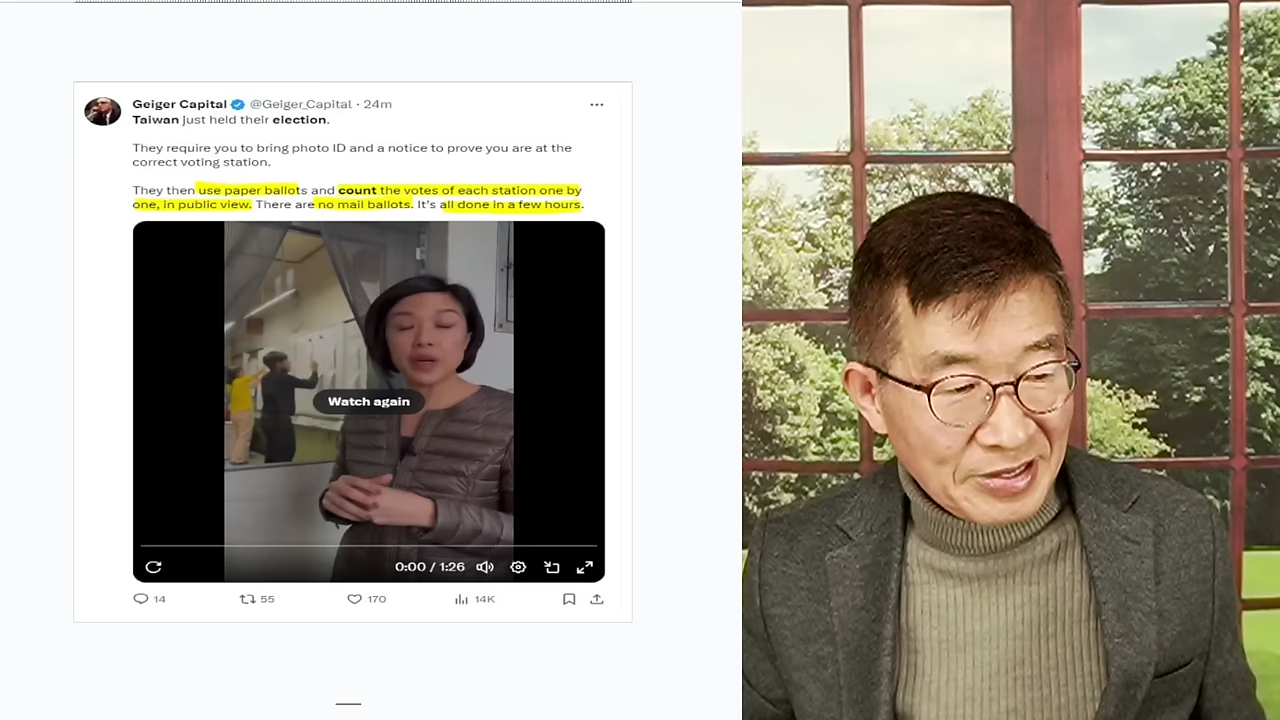 Geiger Capital @Geiger_Capital · 24m
Taiwan just held their election.
They require you to bring photo ID and a notice to prove you are at the
correct voting station.
They then use paper ballots and count the votes of each station one by
one, in public view. There are no mail ballots. It's all done in a few hours.
Watch again
0:00 / 1:26
14 55 170 14K